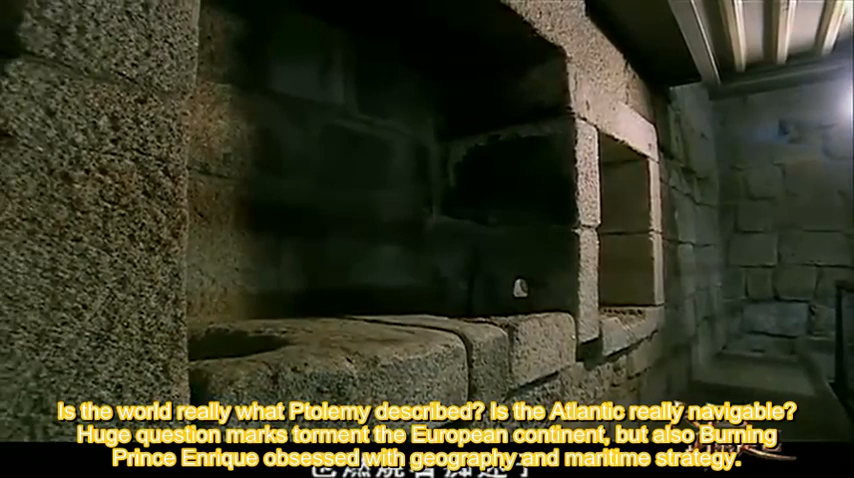 Is the world really what Ptolemy described? Is the Atlantic really navigable?
Huge question marks torment the European continent, but also Burning
Prince Enrique obsessed with geography and maritime strategy.